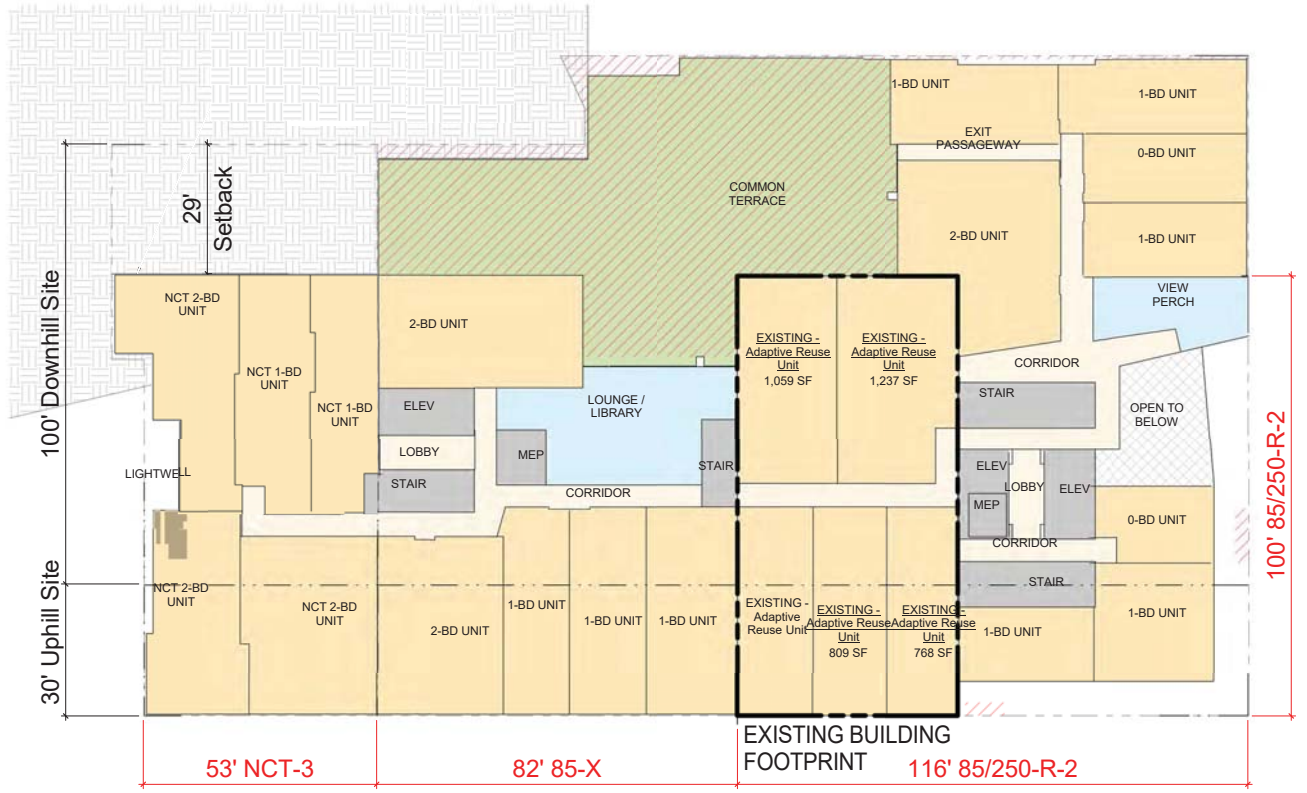 1-BD UNIT
1-BD UNIT
EXIT
PASSAGEWAY
0-BD UNIT
COMMON
TERRACE
2-BD UNIT
1-BD UNIT
29'
Setback
100' Downhill Site
30' Uphill Site
NCT 2-BD
UNIT
NCT 1-BD
UNIT
NCT 1-BD
UNIT
2-BD UNIT
EXISTING -
Adaptive Reuse
Unit
1,059 SF
EXISTING -
Adaptive Reuse
Unit
1,237 SF
VIEW
PERCH
CORRIDOR
STAIR
OPEN TO
BELOW
ELEV
LOBBY
STAIR
LOUNGE /
LIBRARY
MEP
STAIR
CORRIDOR
LIGHTWELL
ELEV
LOBBY
ELEV
MEP
CORRIDOR
0-BD UNIT
STAIR
NCT 2-BD
UNIT
NCT 2-BD
UNIT
2-BD UNIT
1-BD UNIT
1-BD UNIT
1-BD UNIT
EXISTING -
Adaptive
Reuse Unit
EXISTING -
Adaptive Reuse
Unit
809 SF
EXISTING -
Adaptive Reuse
Unit
768 SF
1-BD UNIT
1-BD UNIT
100' 85/250-R-2
EXISTING BUILDING
FOOTPRINT
53' NCT-3
82' 85-X
116' 85/250-R-2